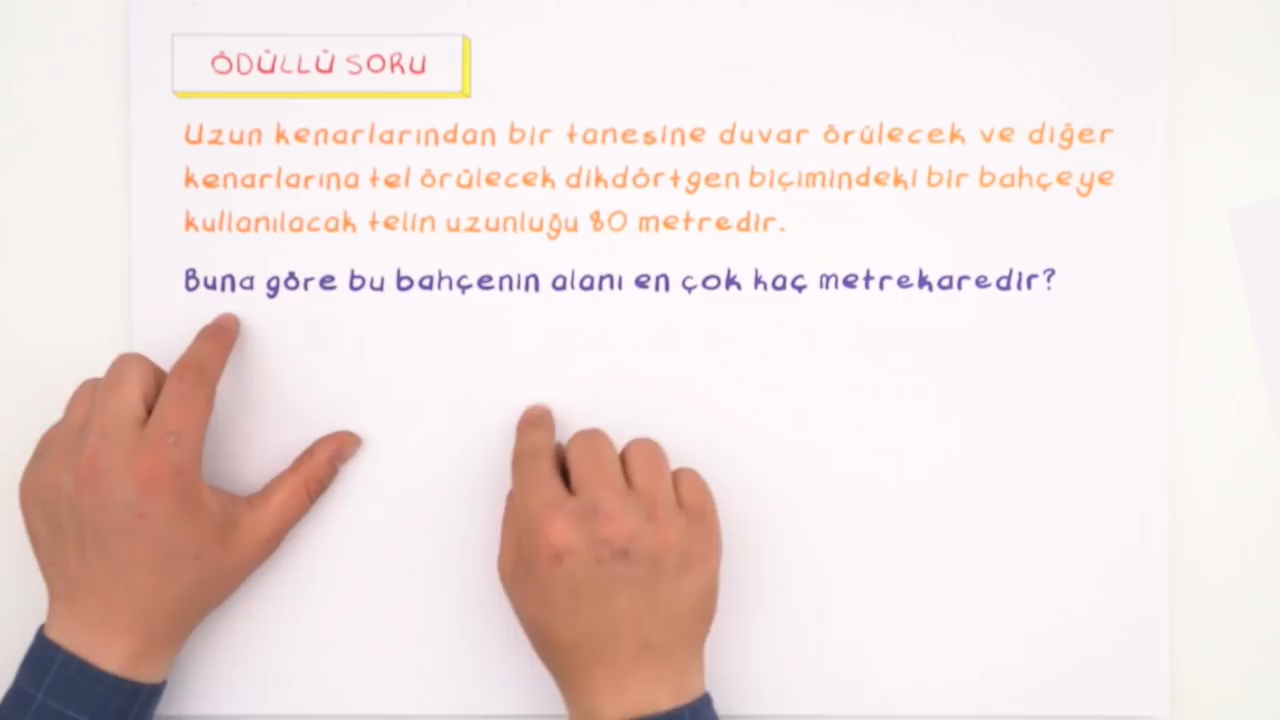 ÖDÜLLÜ SORU
Uzun kenarlarından bir tanesine duvar örülecek ve diğer
kenarlarına tel örülecek dikdörtgen biçimindeki bir bahçeye
kullanılacak telin uzunluğu 80 metredir.
Buna göre bu bahçenin alanı en çok kaç metrekaredir?